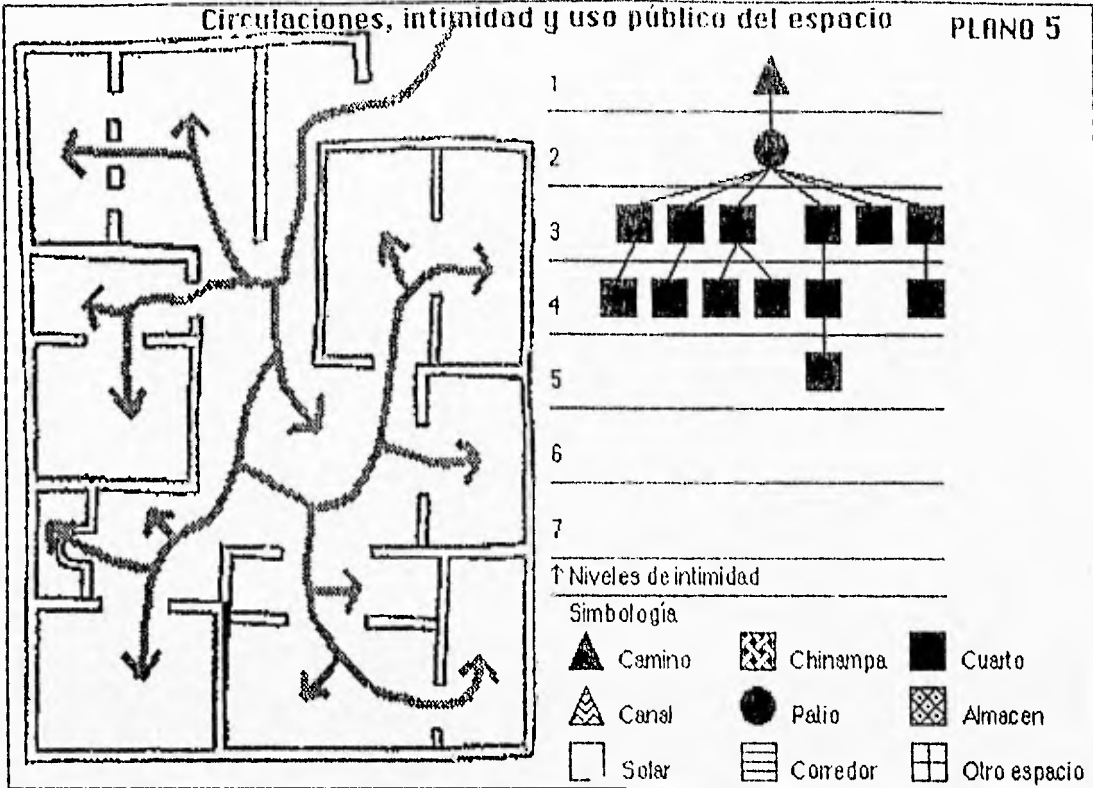 Circulaciones, intimidad y uso público del espacio
PLANO 5
1
2
3
4
5
6
7
↑ Niveles de intimidad
Simbología
Camino
Chinampa
Cuarto
Canal
Patio
Almacen
Solar
Corredor
Otro espacio